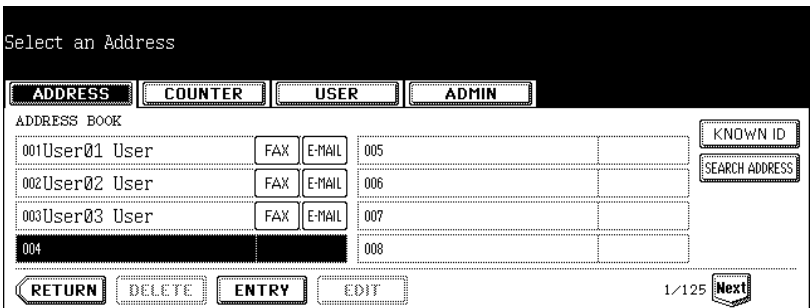 Select an Address
ADDRESS COUNTER USER ADMIN
ADDRESS BOOK
KNOWN ID
001User01 User FAX E-MAIL 005
SEARCH ADDRESS
002User02 User FAX E-MAIL 006
003User03 User FAX E-MAIL 007
004 008
RETURN DELETE ENTRY EDIT 1/125 Next